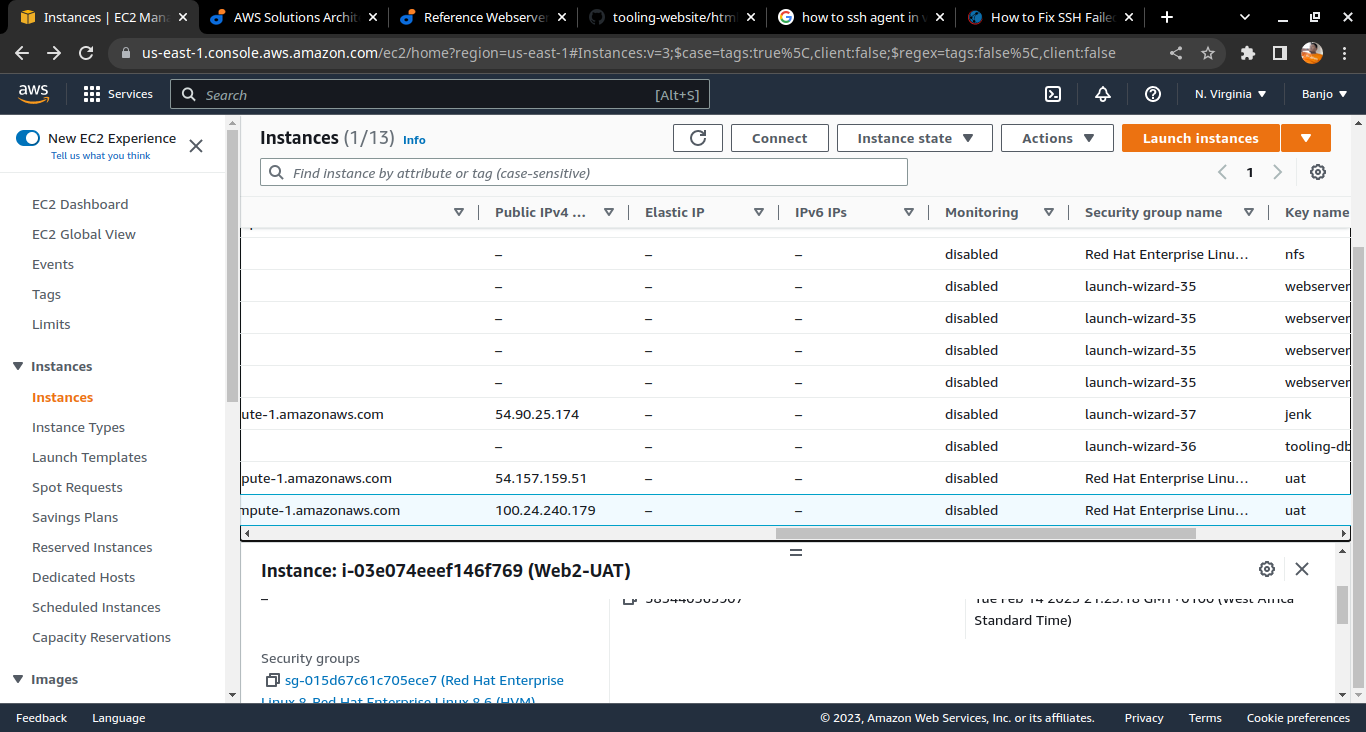 Instances | EC2 Man
AWS Solutions Archit
Reference Webserver
tooling-website/html
how to ssh agent in
How to Fix SSH Failed
us-east-1.console.aws.amazon.com/ec2/home?region=us-east-1#Instances:v=3;$case=tags:true%5C,client:false;$regex=tags:false%5C,client:false
aws
Services
Search
[Alt+S]
N. Virginia
Banjo
New EC2 Experience
Tell us what you think
EC2 Dashboard
EC2 Global View
Events
Tags
Limits
Instances
Instances
Instance Types
Launch Templates
Spot Requests
Savings Plans
Reserved Instances
Dedicated Hosts
Scheduled Instances
Capacity Reservations
Images
Instances (1/13) Info
Connect
Instance state
Actions
Launch instances
Find instance by attribute or tag (case-sensitive)
1
Public IPv4 ... Elastic IP IPv6 IPs Monitoring Security group name Key name
– – – disabled Red Hat Enterprise Linu... nfs
– – – disabled launch-wizard-35 webserver
– – – disabled launch-wizard-35 webserver
– – – disabled launch-wizard-35 webserver
– – – disabled launch-wizard-35 webserver
ute-1.amazonaws.com 54.90.25.174 – – disabled launch-wizard-37 jenk
– – – disabled launch-wizard-36 tooling-db
pute-1.amazonaws.com 54.157.159.51 – – disabled Red Hat Enterprise Linu... uat
mpute-1.amazonaws.com 100.24.240.179 – – disabled Red Hat Enterprise Linu... uat
Instance: i-03e074eeef146f769 (Web2-UAT)
–
Tue Feb 14 2023 21:25:18 GMT+0100 (West Africa
Standard Time)
Security groups
sg-015d67c61c705ece7 (Red Hat Enterprise
Linux 8-Red Hat Enterprise Linux 8.6 (HVM)
Feedback
Language
© 2023, Amazon Web Services, Inc. or its affiliates.
Privacy
Terms
Cookie preferences